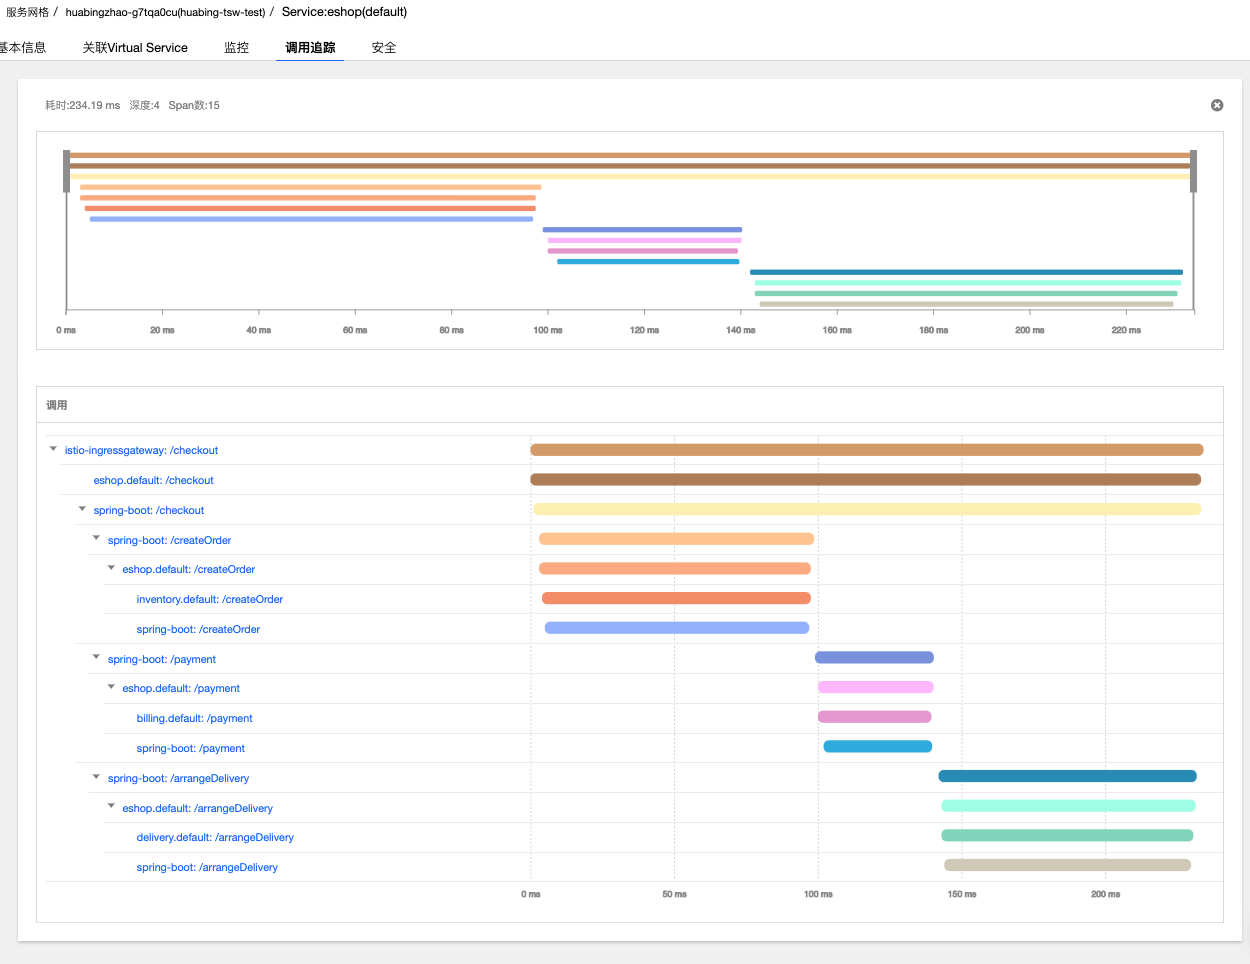 服务网格 / huabingzhao-g7tqa0cu(huabing-tsw-test) / Service:eshop(default)
基本信息 关联Virtual Service 监控 调用追踪 安全
耗时:234.19 ms 深度:4 Span数:15
0 ms 20 ms 40 ms 60 ms 80 ms 100 ms 120 ms 140 ms 160 ms 180 ms 200 ms 220 ms
调用
istio-ingressgateway: /checkout
eshop.default: /checkout
spring-boot: /checkout
spring-boot: /createOrder
eshop.default: /createOrder
inventory.default: /createOrder
spring-boot: /createOrder
spring-boot: /payment
eshop.default: /payment
billing.default: /payment
spring-boot: /payment
spring-boot: /arrangeDelivery
eshop.default: /arrangeDelivery
delivery.default: /arrangeDelivery
spring-boot: /arrangeDelivery
0 ms 50 ms 100 ms 150 ms 200 ms